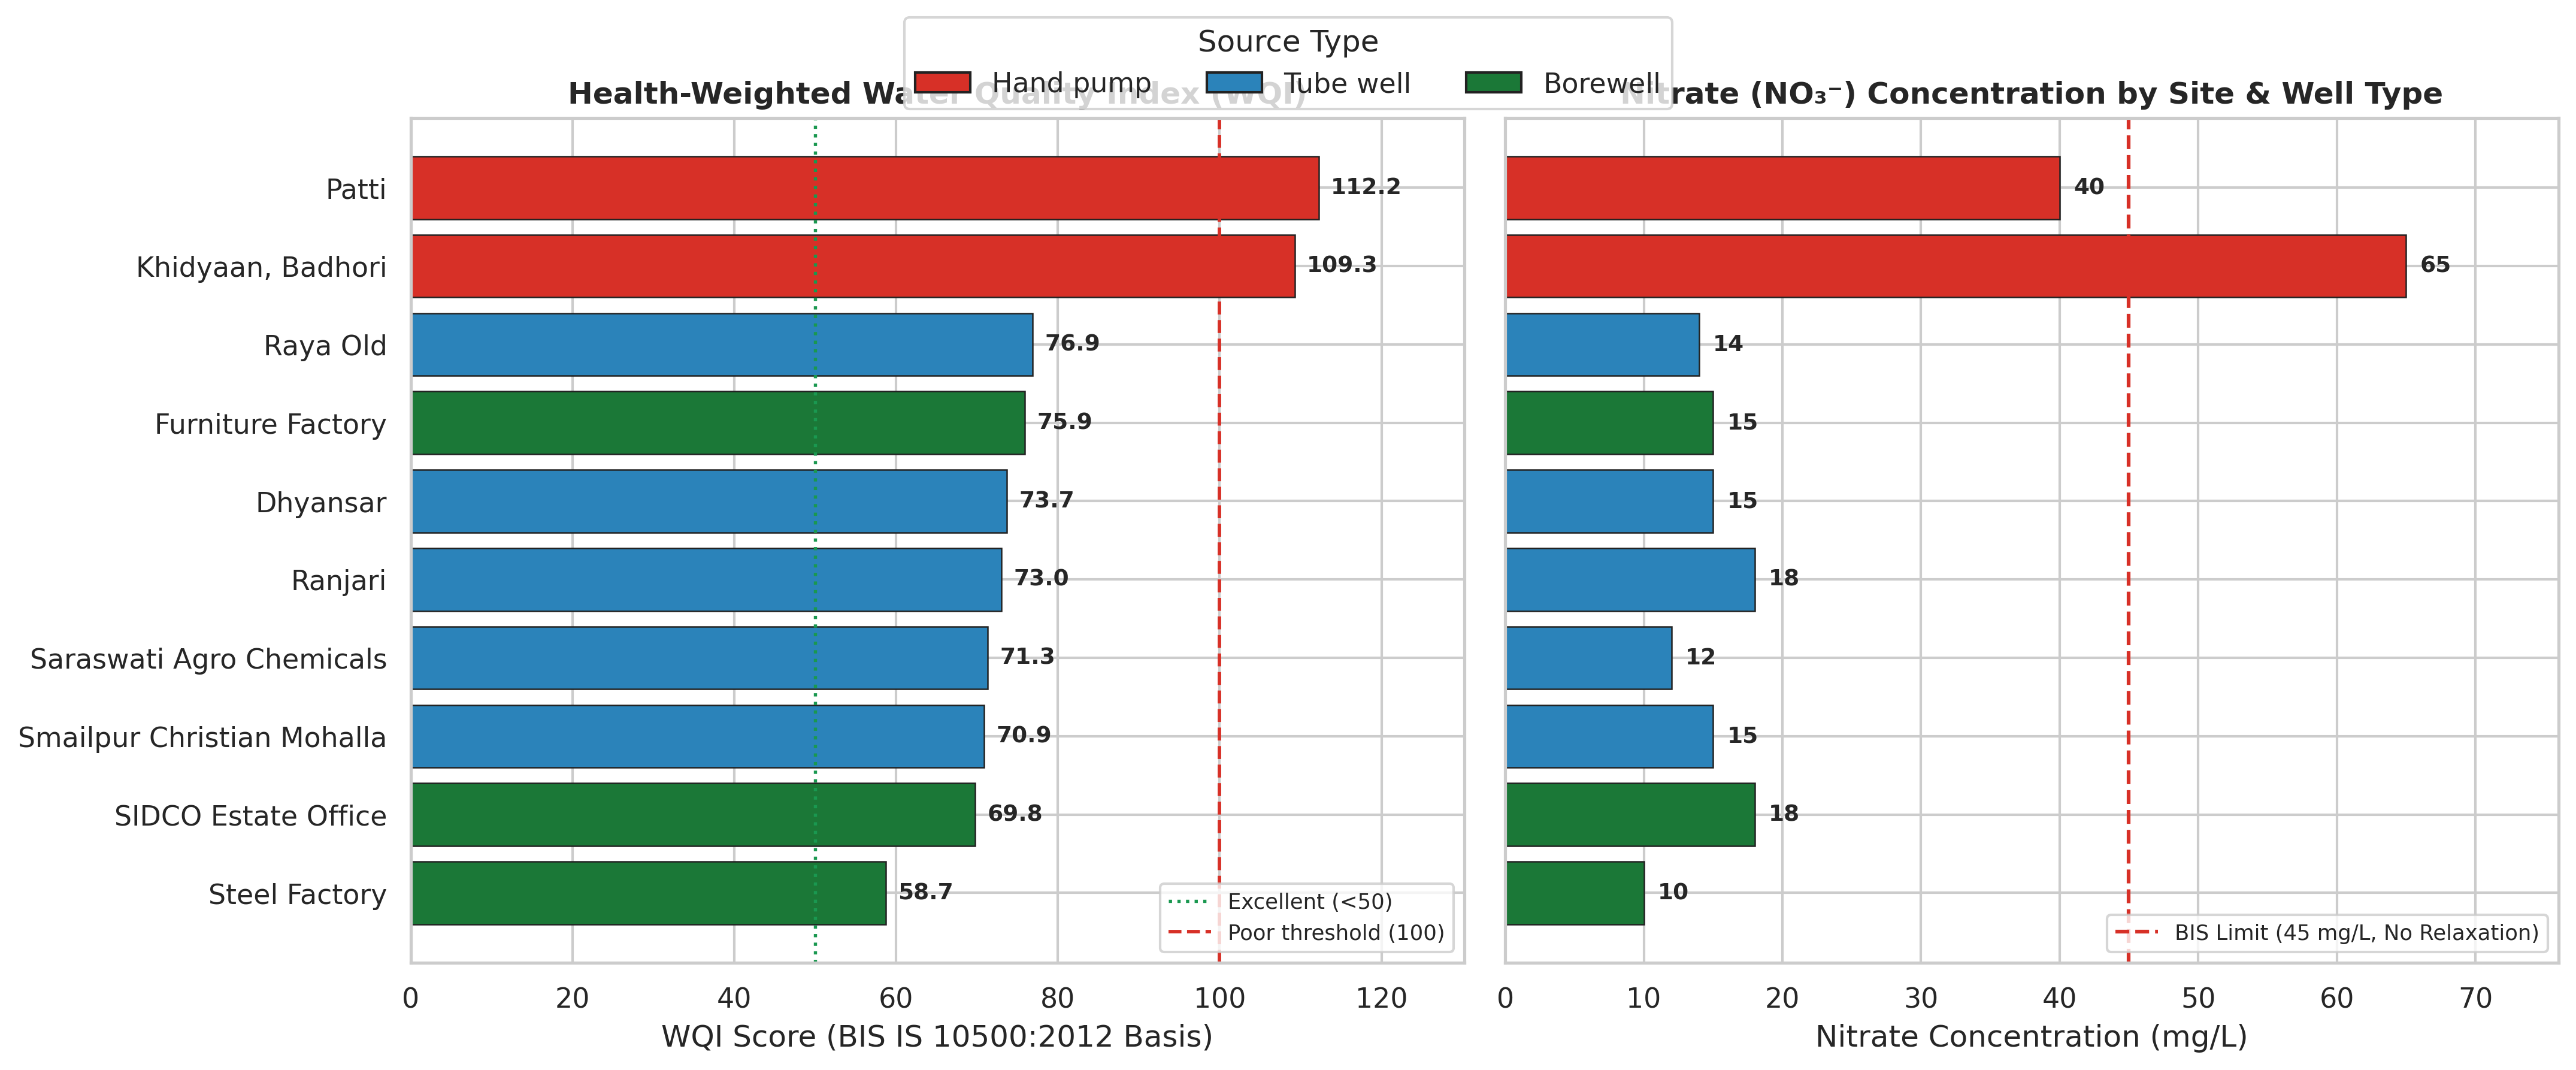 Source Type
Hand pump Tube well Borewell
Health-Weighted Water Quality Index (WQI)
Nitrate (NO₃⁻) Concentration by Site & Well Type
Patti
Khidyaan, Badhori
Raya Old
Furniture Factory
Dhyansar
Ranjari
Saraswati Agro Chemicals
Smailpur Christian Mohalla
SIDCO Estate Office
Steel Factory
112.2
109.3
76.9
75.9
73.7
73.0
71.3
70.9
69.8
58.7
Excellent (<50)
Poor threshold (100)
0 20 40 60 80 100 120
WQI Score (BIS IS 10500:2012 Basis)
40
65
14
15
15
18
12
15
18
10
BIS Limit (45 mg/L, No Relaxation)
0 10 20 30 40 50 60 70
Nitrate Concentration (mg/L)